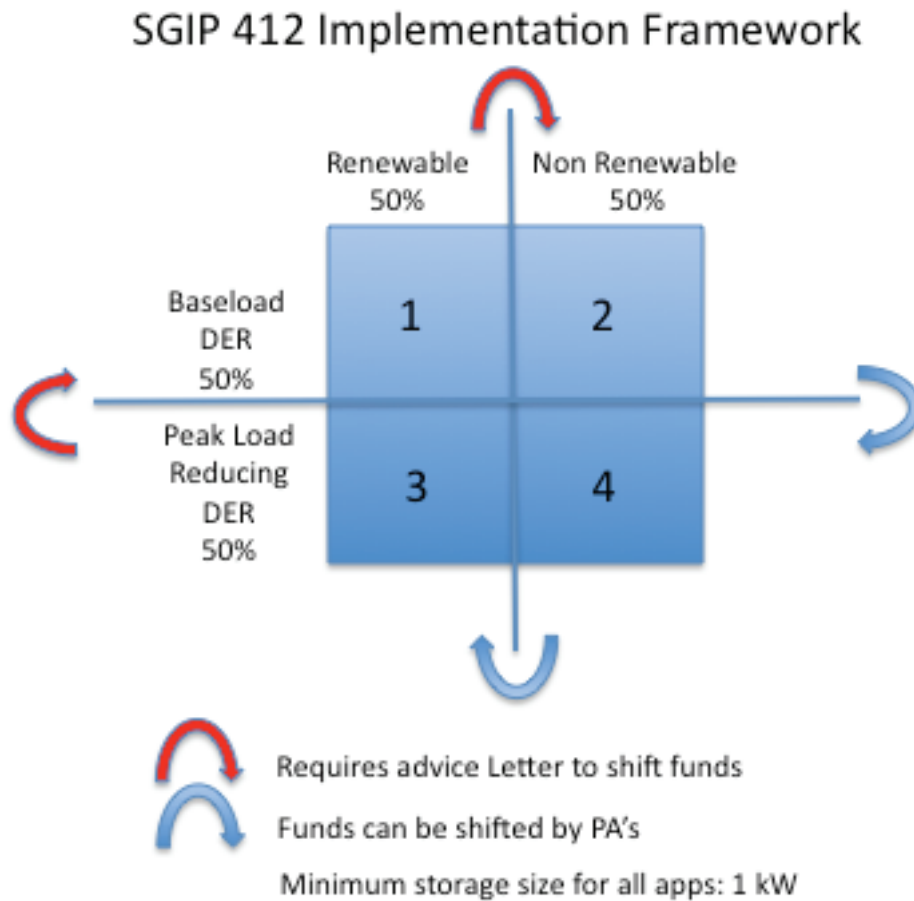 SGIP 412 Implementation Framework
Renewable
50%
Non Renewable
50%
Baseload
DER
50%
1
2
Peak Load
Reducing
DER
50%
3
4
Requires advice Letter to shift funds
Funds can be shifted by PA's
Minimum storage size for all apps: 1 kW